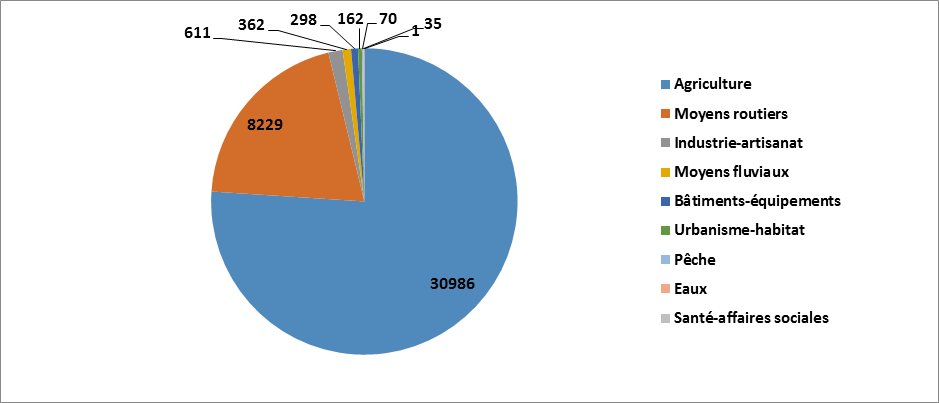 611
362
298
162
70
35
1
8229
30986
Agriculture
Moyens routiers
Industrie-artisanat
Moyens fluviaux
Bâtiments-équipements
Urbanisme-habitat
Pêche
Eaux
Santé-affaires sociales